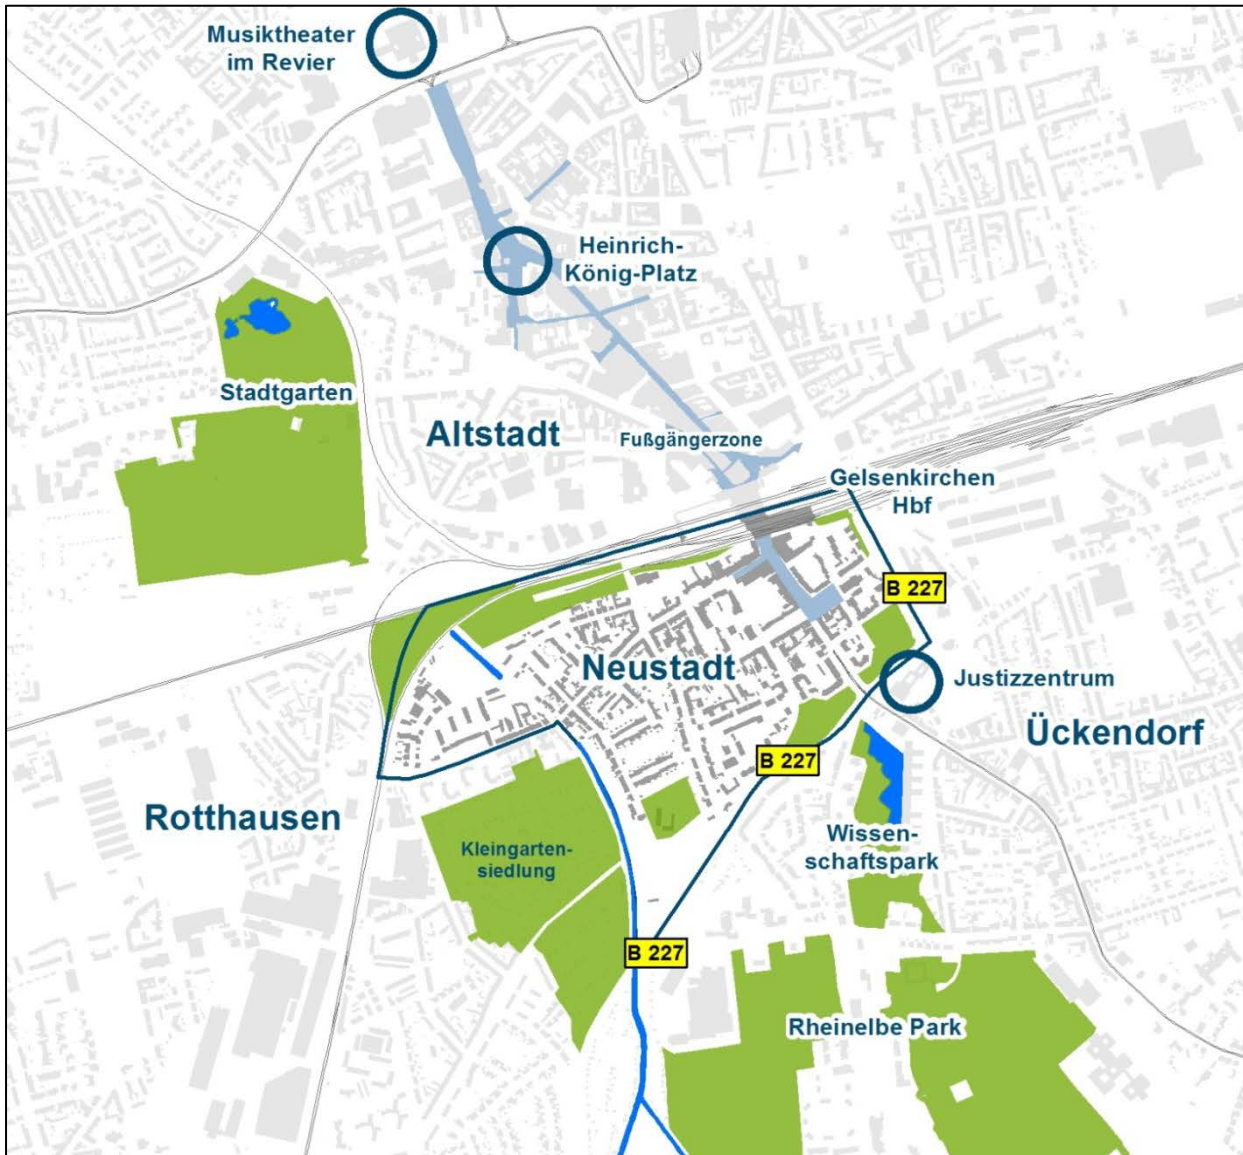 Musiktheater
im Revier
Heinrich-
König-Platz
Stadtgarten
Altstadt
Fußgängerzone
Gelsenkirchen
Hbf
B 227
Neustadt
Justizzentrum
Ückendorf
B 227
Rotthausen
Wissen-
schaftspark
Kleingarten-
siedlung
B 227
Rheinelbe Park